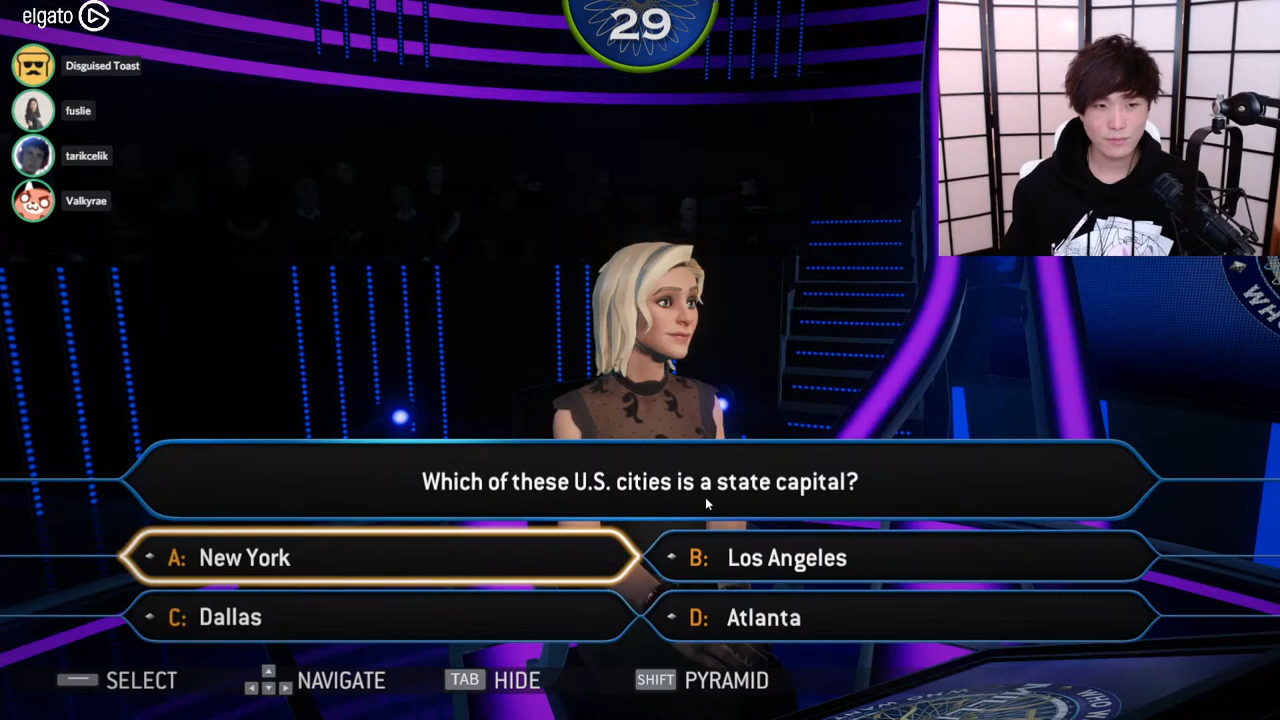 elgato
29
Disguised Toast
fuslie
tarikcelik
Valkyrae
WH
Which of these U.S. cities is a state capital?
A: New York
B: Los Angeles
C: Dallas
D: Atlanta
SELECT
NAVIGATE
TAB HIDE
SHIFT PYRAMID